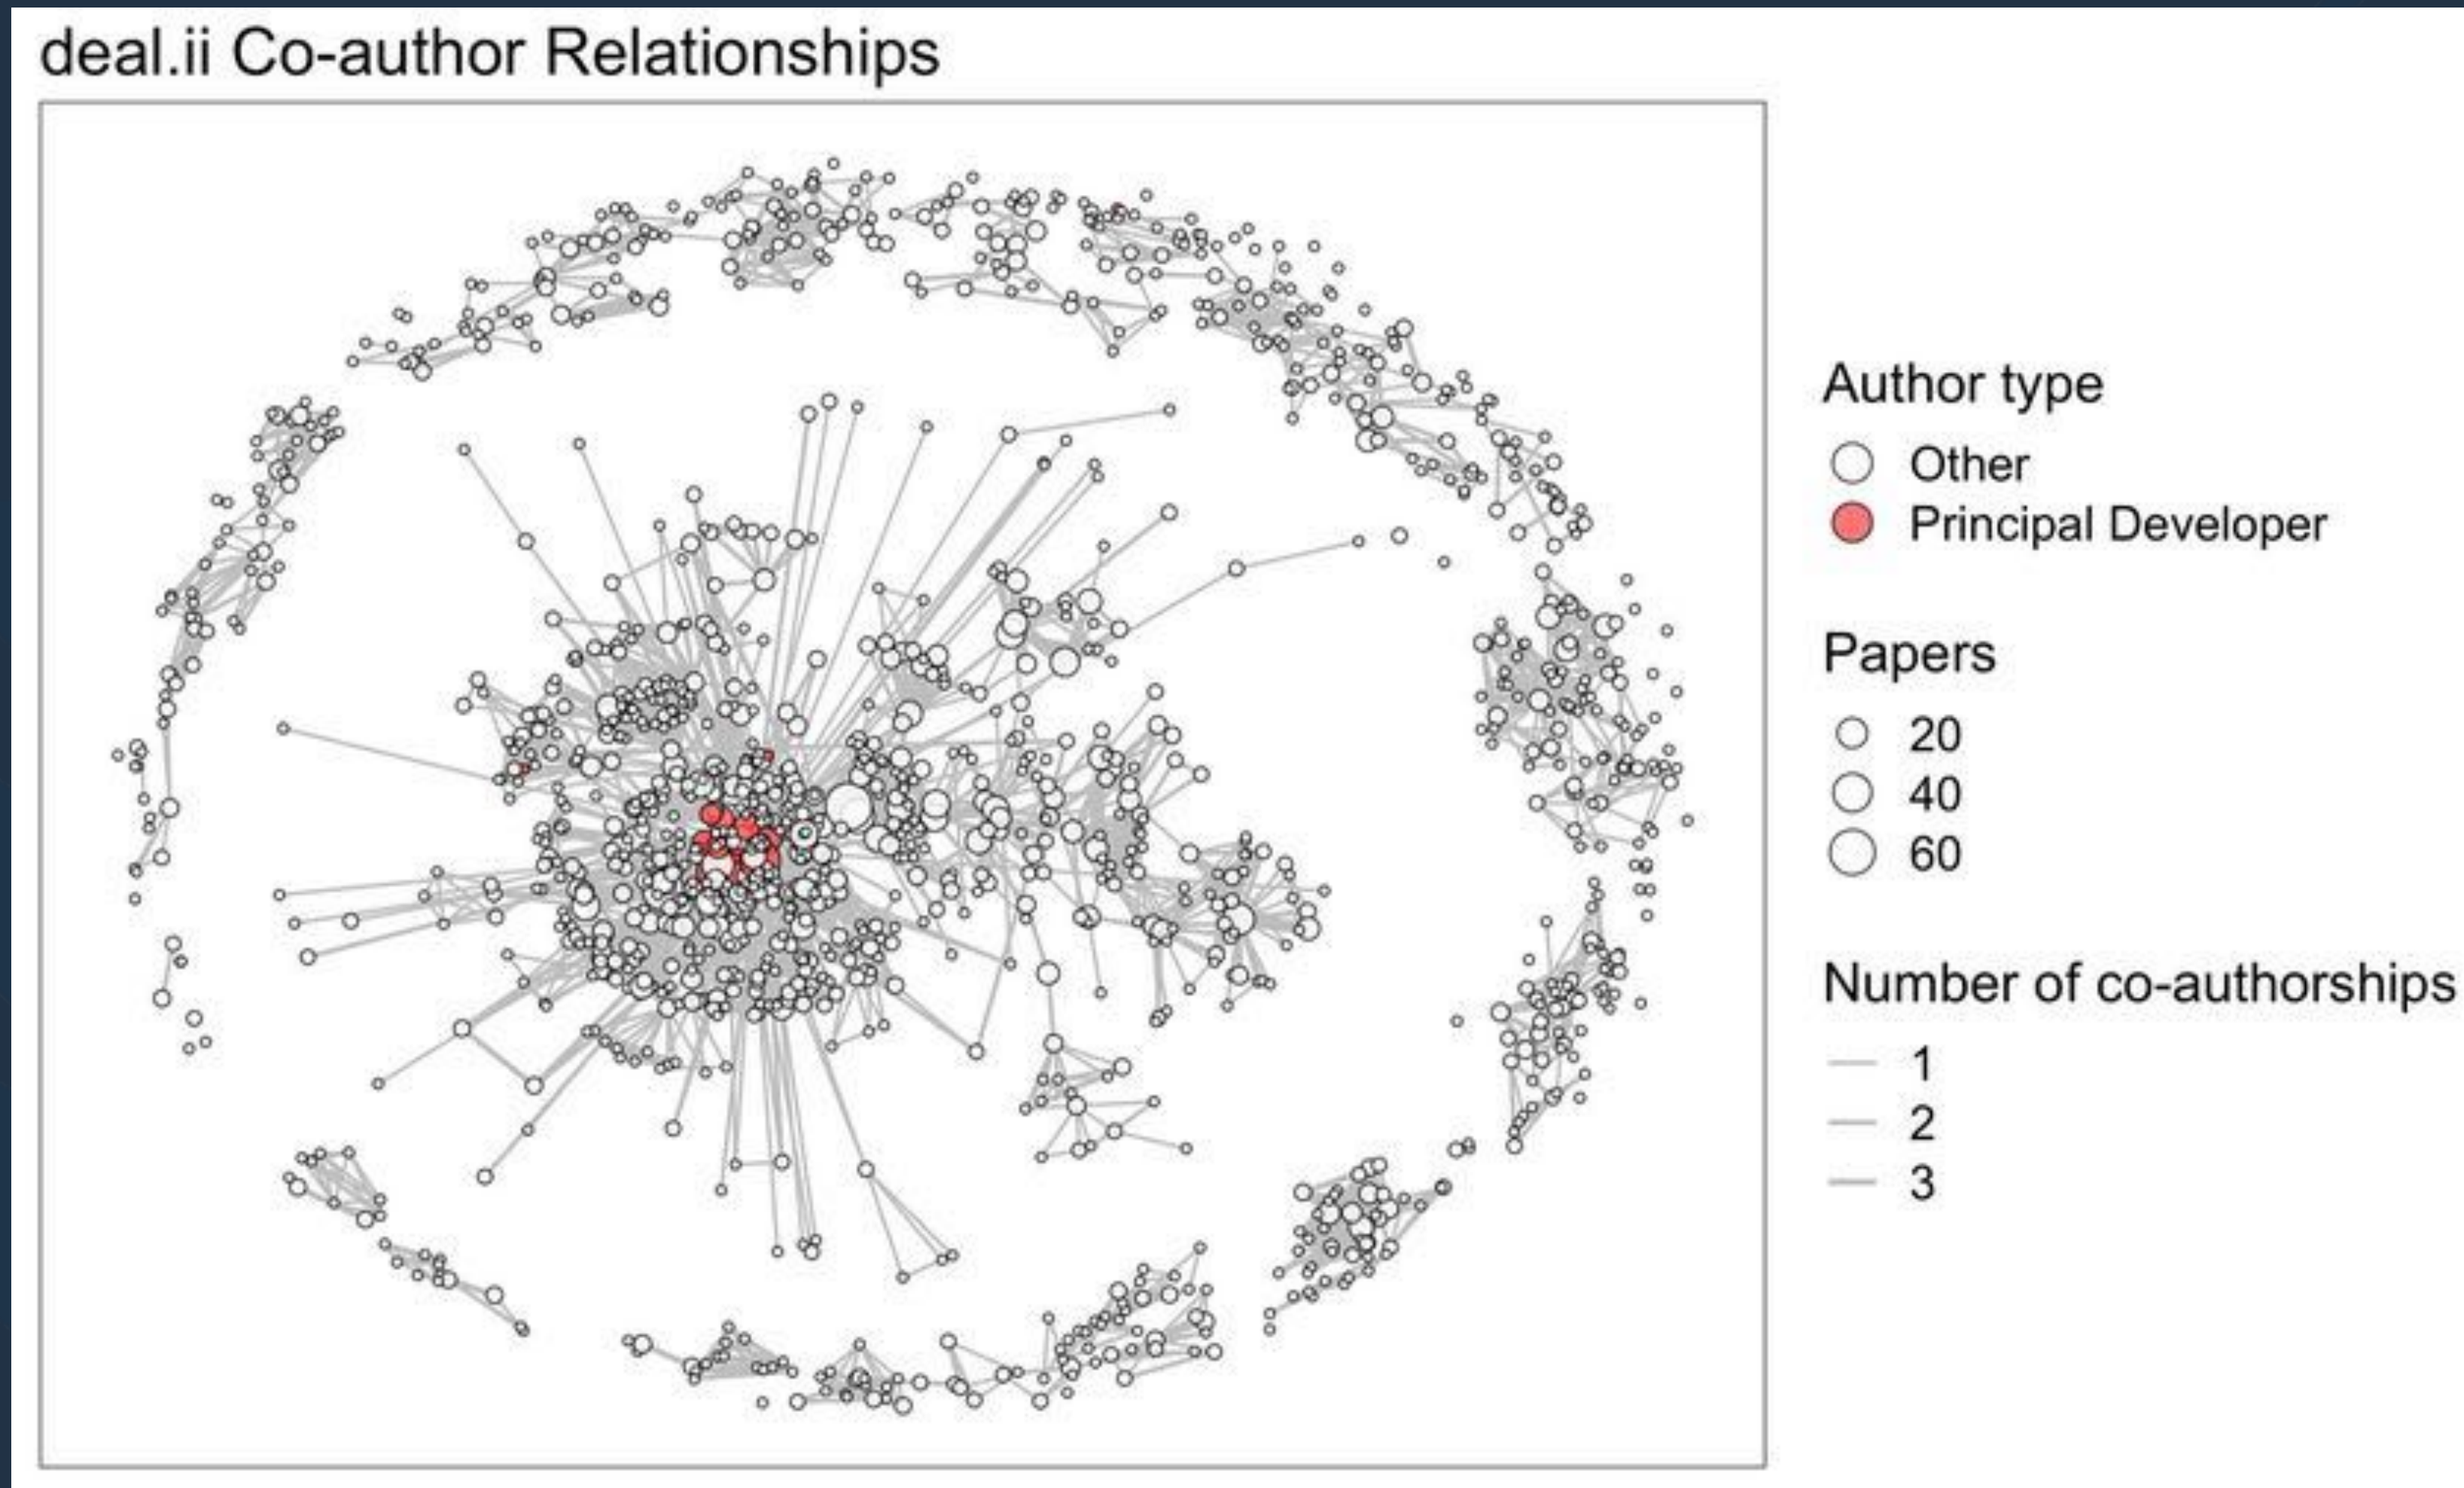 deal.ii Co-author Relationships
Author type
Other
Principal Developer
Papers
20
40
60
Number of co-authorships
1
2
3